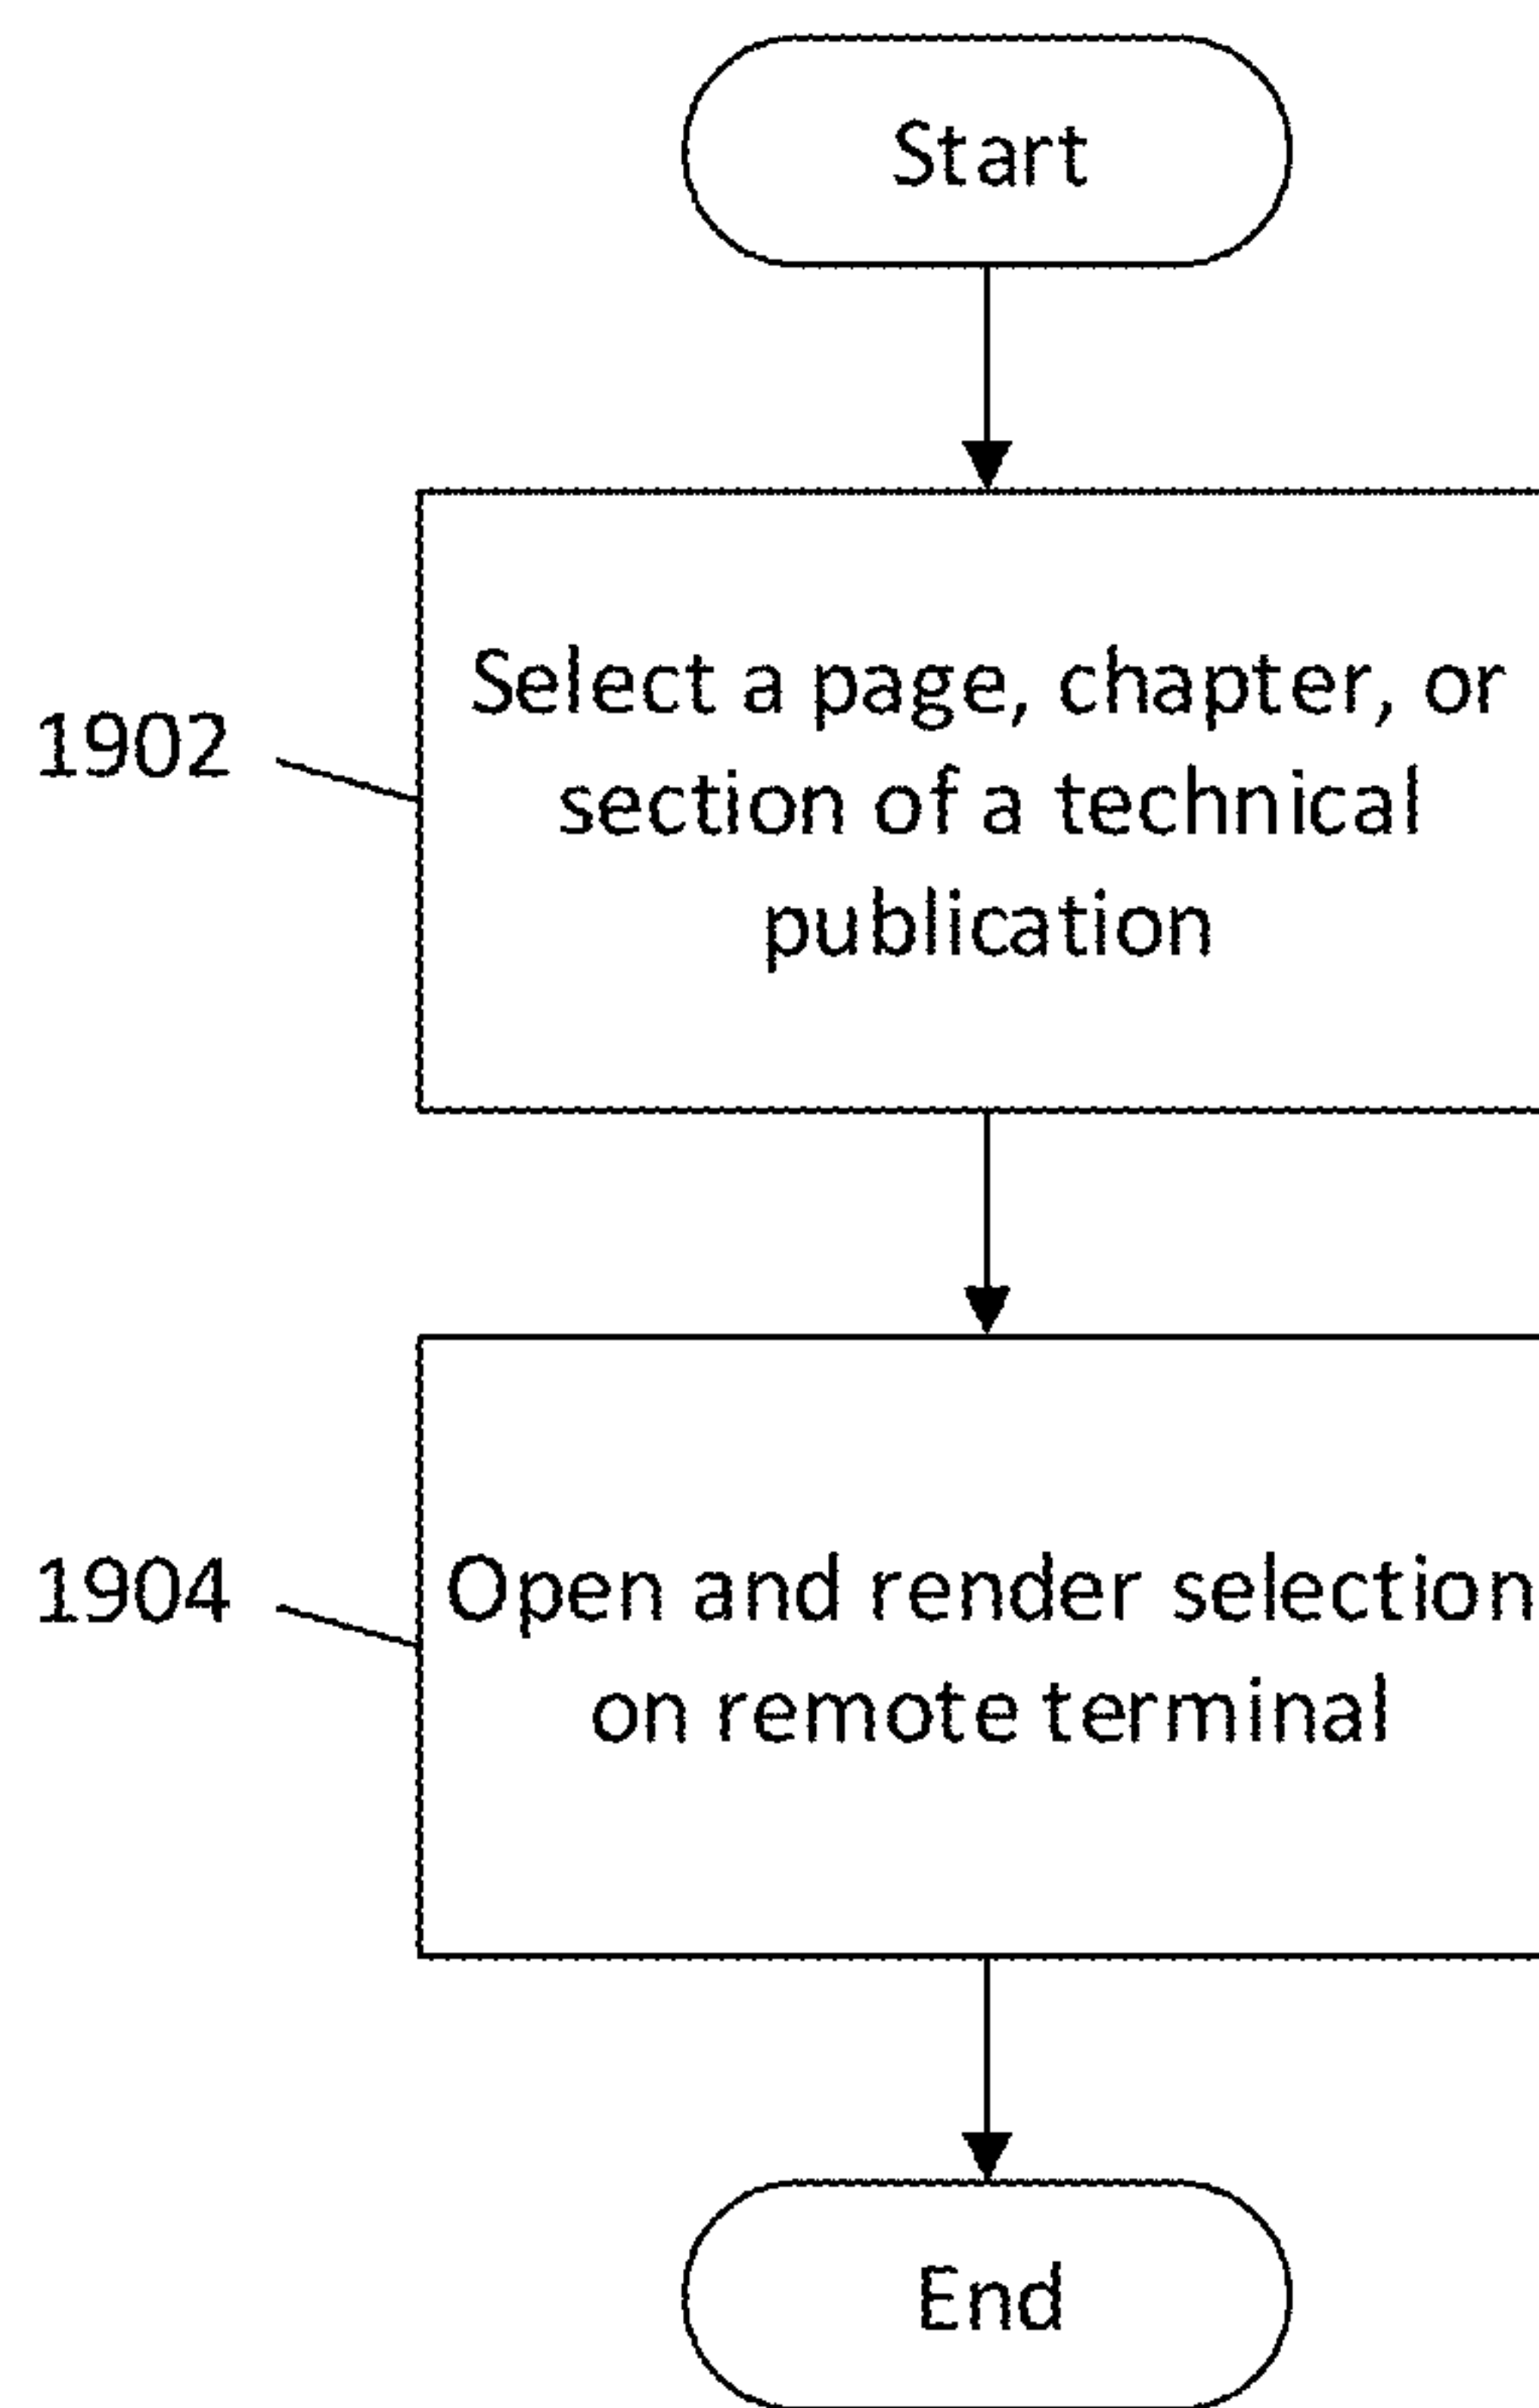 Start
Select a page, chapter, or
section of a technical
publication
1902
Open and render selection
on remote terminal
1904
End